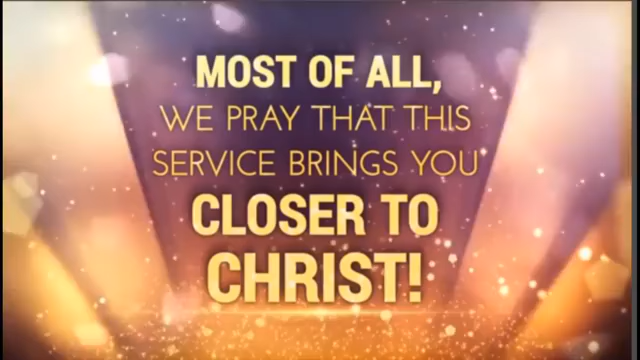 MOST OF ALL,
WE PRAY THAT THIS
SERVICE BRINGS YOU
CLOSER TO
CHRIST!